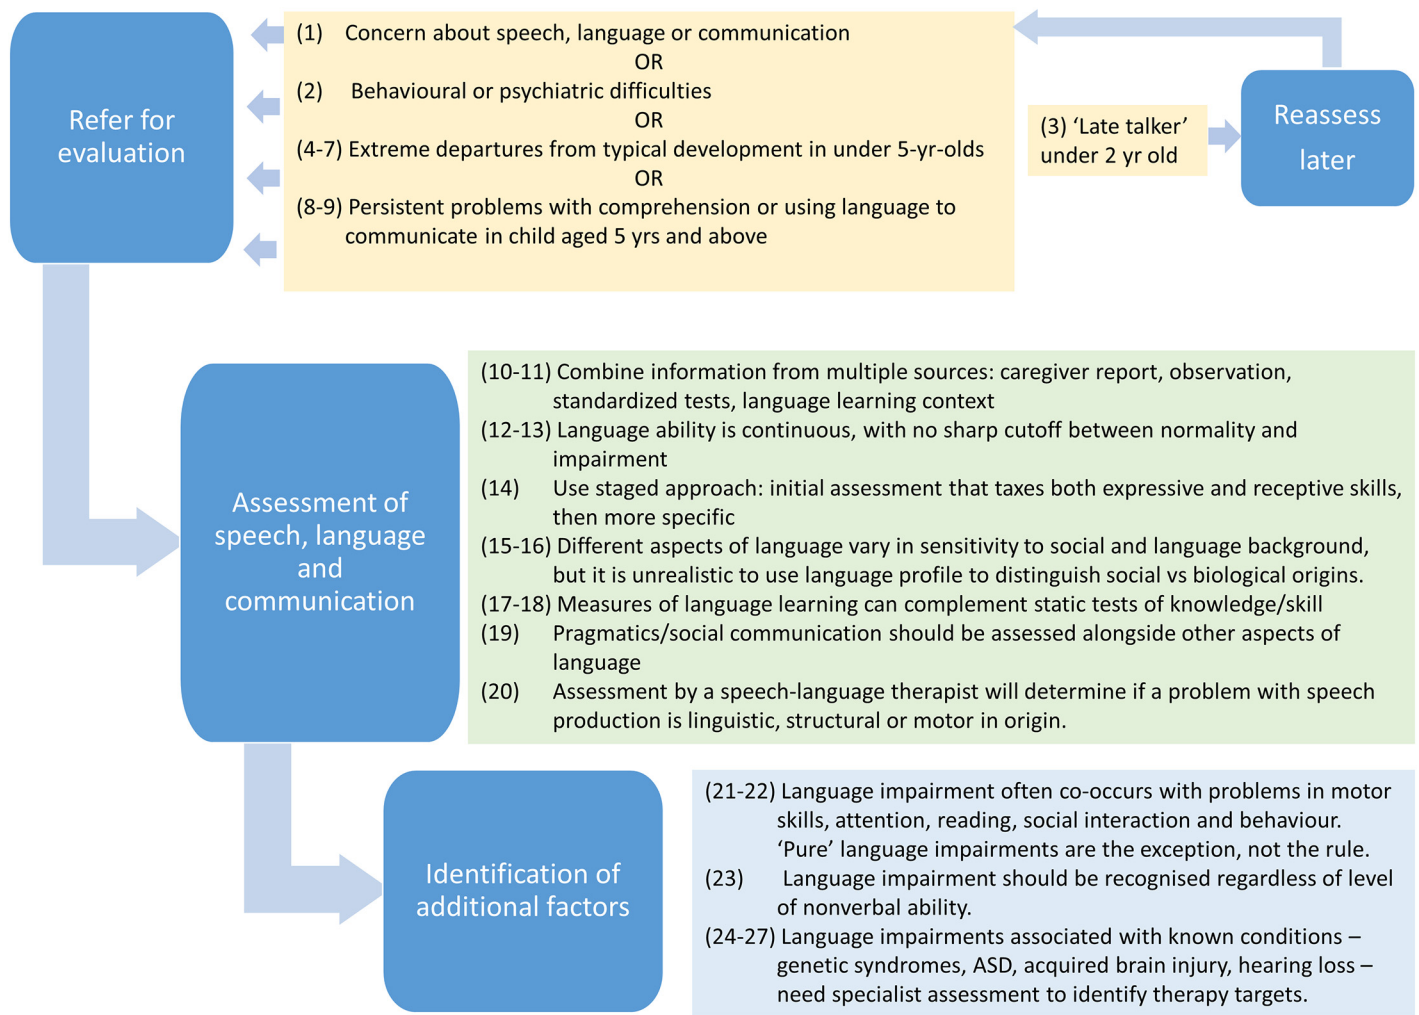 Refer for
evaluation
(1) Concern about speech, language or communication
OR
(2) Behavioural or psychiatric difficulties
OR
(4-7) Extreme departures from typical development in under 5-yr-olds
OR
(8-9) Persistent problems with comprehension or using language to
communicate in child aged 5 yrs and above
(3) ‘Late talker’
under 2 yr old
Reassess
later
Assessment of
speech, language
and
communication
(10-11) Combine information from multiple sources: caregiver report, observation,
standardized tests, language learning context
(12-13) Language ability is continuous, with no sharp cutoff between normality and
impairment
(14) Use staged approach: initial assessment that taxes both expressive and receptive skills,
then more specific
(15-16) Different aspects of language vary in sensitivity to social and language background,
but it is unrealistic to use language profile to distinguish social vs biological origins.
(17-18) Measures of language learning can complement static tests of knowledge/skill
(19) Pragmatics/social communication should be assessed alongside other aspects of
language
(20) Assessment by a speech-language therapist will determine if a problem with speech
production is linguistic, structural or motor in origin.
Identification of
additional factors
(21-22) Language impairment often co-occurs with problems in motor
skills, attention, reading, social interaction and behaviour.
‘Pure’ language impairments are the exception, not the rule.
(23) Language impairment should be recognised regardless of level
of nonverbal ability.
(24-27) Language impairments associated with known conditions –
genetic syndromes, ASD, acquired brain injury, hearing loss –
need specialist assessment to identify therapy targets.